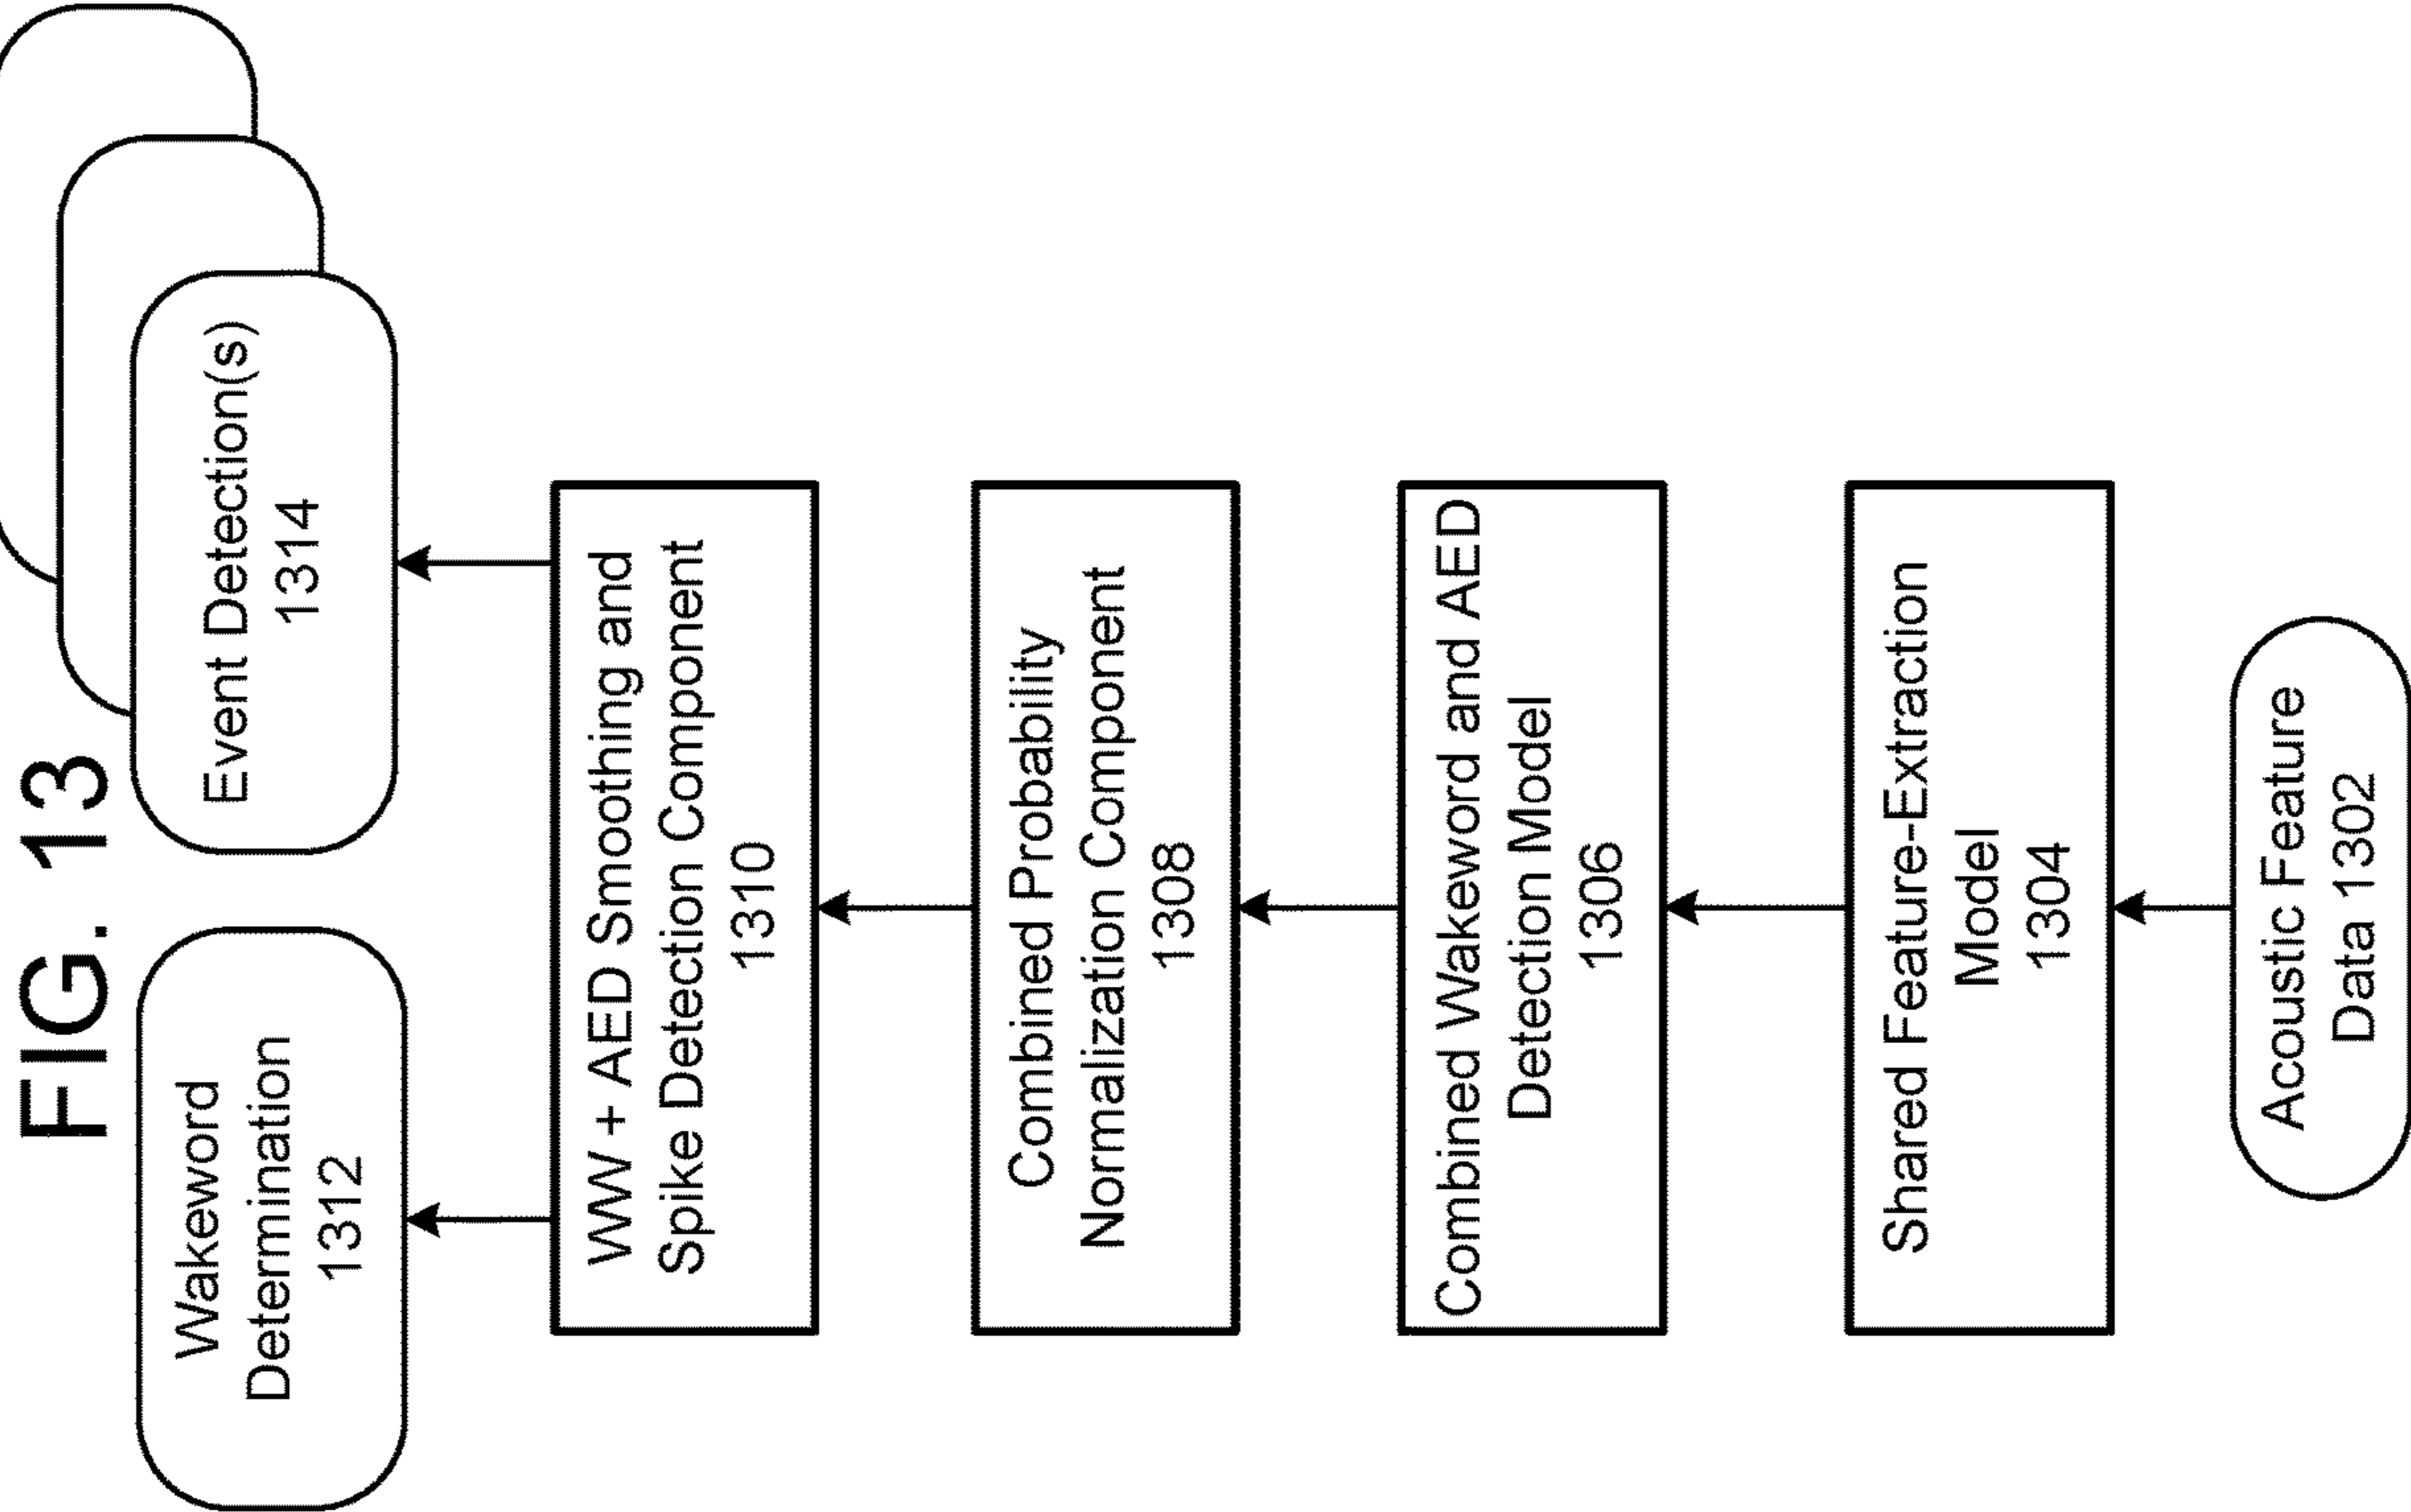 FIG. 13
Wakeword
Determination
1312
Event Detection(s)
1314
WW + AED Smoothing and
Spike Detection Component
1310
Combined Probability
Normalization Component
1308
Combined Wakeword and AED
Detection Model
1306
Shared Feature-Extraction
Model
1304
Acoustic Feature
Data 1302